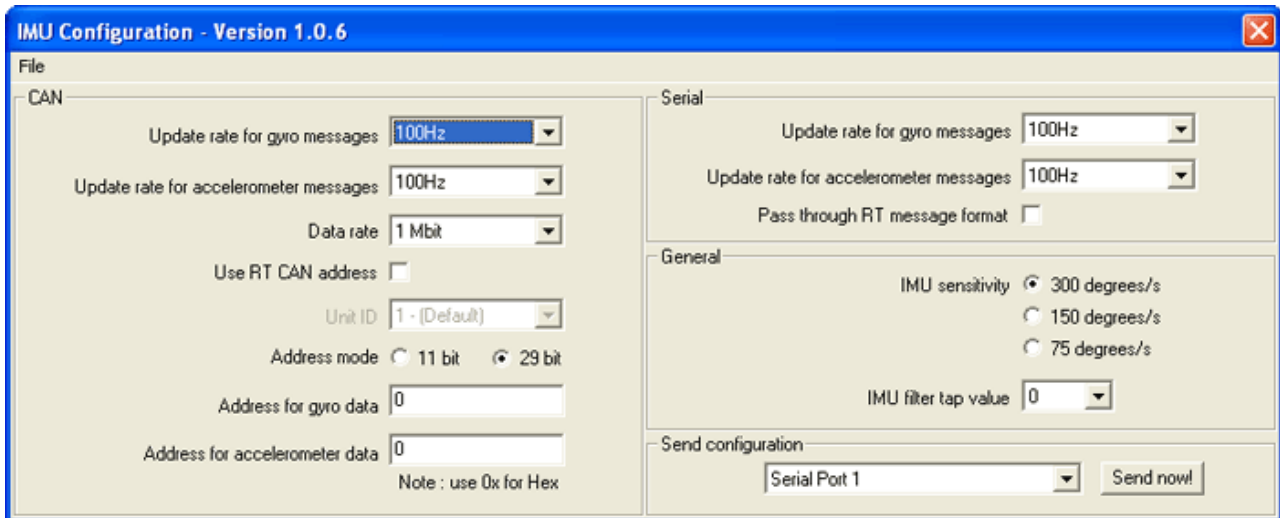 IMU Configuration - Version 1.0.6
File
CAN
Update rate for gyro messages 100Hz
Update rate for accelerometer messages 100Hz
Data rate 1 Mbit
Use RT CAN address
Unit ID 1 - (Default)
Address mode 11 bit 29 bit
Address for gyro data 0
Address for accelerometer data 0
Note : use 0x for Hex
Serial
Update rate for gyro messages 100Hz
Update rate for accelerometer messages 100Hz
Pass through RT message format
General
IMU sensitivity 300 degrees/s
150 degrees/s
75 degrees/s
IMU filter tap value 0
Send configuration
Serial Port 1 Send now!